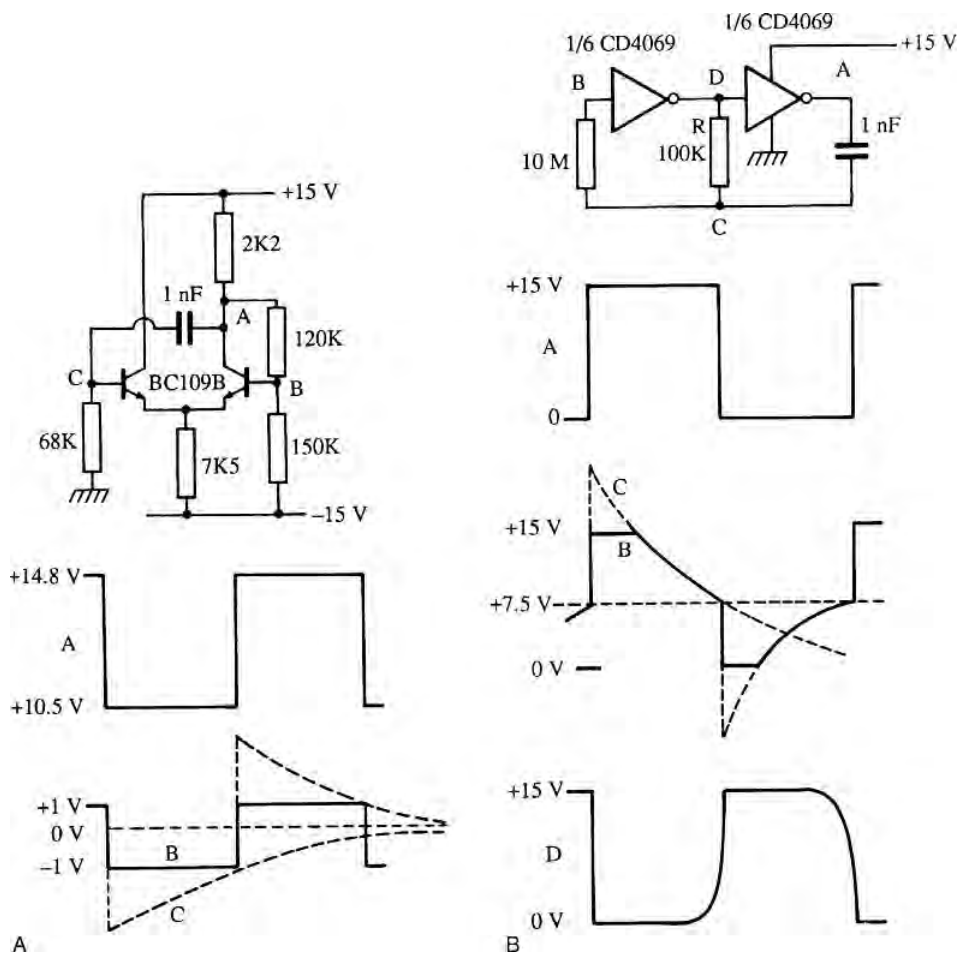 1/6 CD4069
1/6 CD4069
+15 V
B
D
A
R
10 M
100K
1 nF
C
+15 V
2K2
1 nF
A
120K
C
BC109B
B
68K
7K5
150K
–15 V
+14.8 V
A
+10.5 V
+1 V
0 V
–1 V
B
C
A
+15 V
A
0
C
+15 V
B
+7.5 V
0 V
+15 V
D
0 V
B